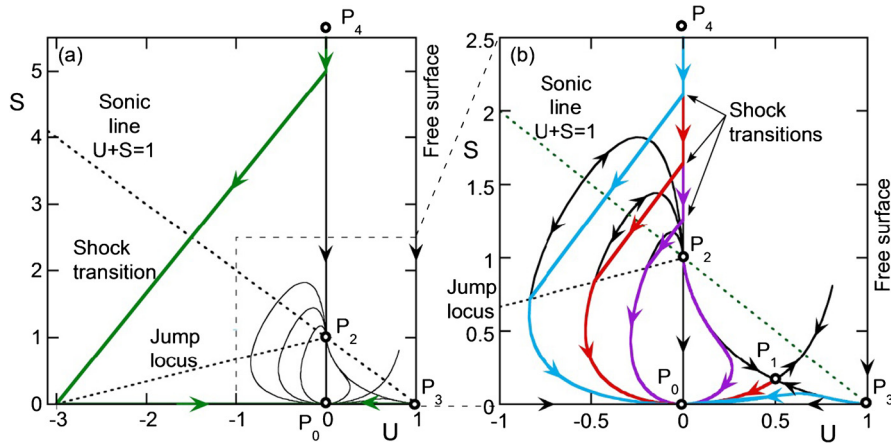 P4
(a)
5
Sonic
line
U+S=1
4
S
3
Shock
transition
2
Jump
locus
1
P2
0
P0
P3
-3
-2
-1
0
U
1
Free surface
P4
2.5
(b)
Sonic
line
U+S=1
2
S
Shock
transitions
1.5
P2
1
Jump
locus
0.5
P1
P0
P3
0
-1
-0.5
0
0.5
U
1
Free surface